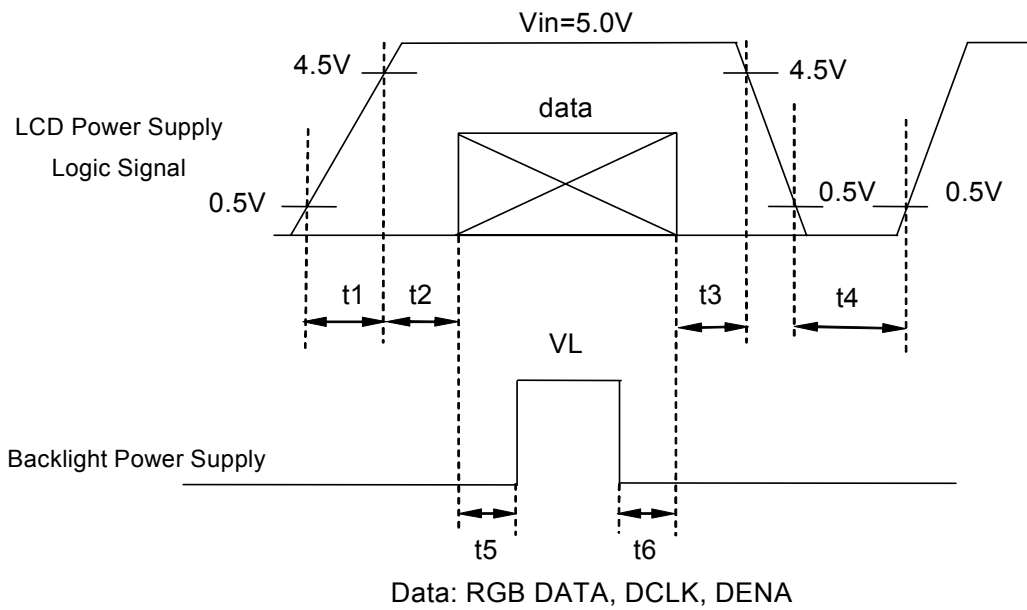 Vin=5.0V
4.5V
4.5V
data
LCD Power Supply
Logic Signal
0.5V
0.5V
0.5V
t1
t2
t3
t4
VL
Backlight Power Supply
t5
t6
Data: RGB DATA, DCLK, DENA